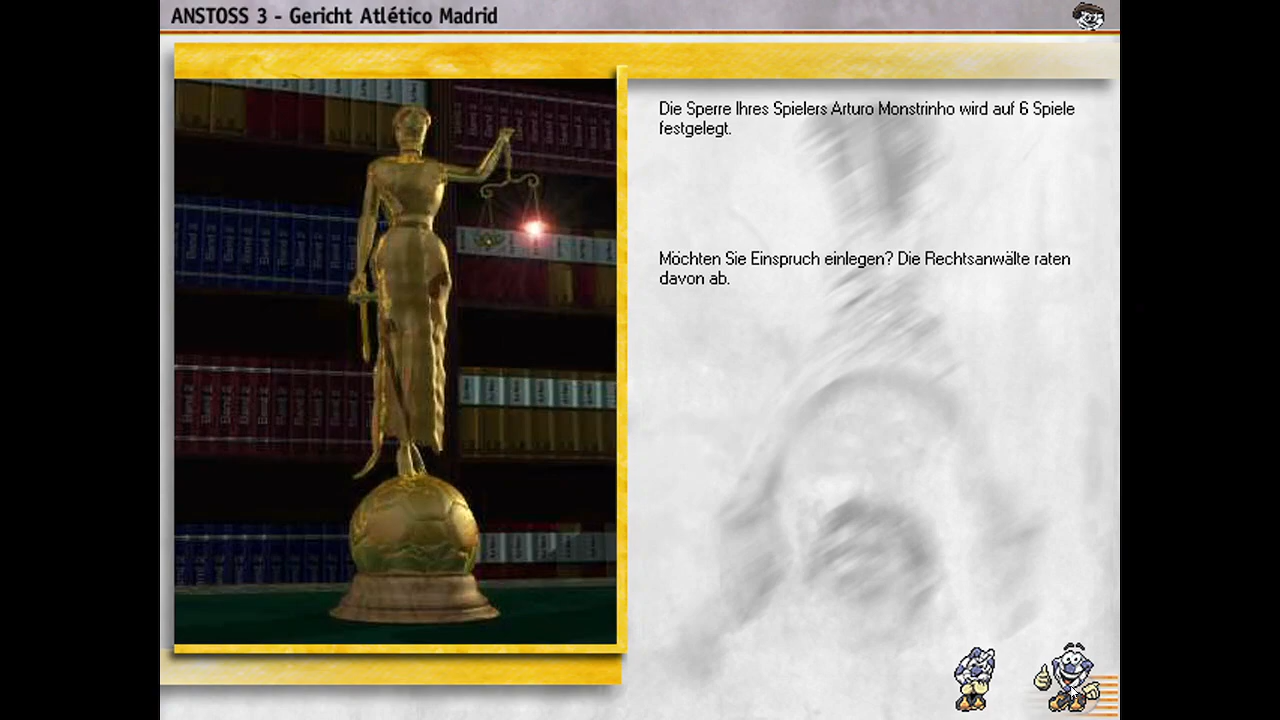 ANSTOSS 3 - Gericht Atlético Madrid
Die Sperre Ihres Spielers Arturo Monstrinho wird auf 6 Spiele
festgelegt.
Möchten Sie Einspruch einlegen? Die Rechtsanwälte raten
davon ab.